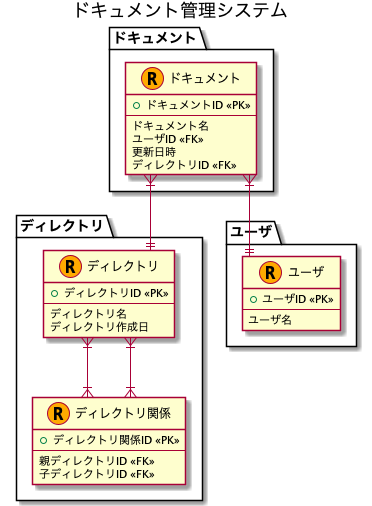 ドキュメント管理システム
ドキュメント
R ドキュメント
ドキュメントID «PK»
ドキュメント名
ユーザID «FK»
更新日時
ディレクトリID «FK»
ディレクトリ
R ディレクトリ
ディレクトリID «PK»
ディレクトリ名
ディレクトリ作成日
ユーザ
R ユーザ
ユーザID «PK»
ユーザ名
R ディレクトリ関係
ディレクトリ関係ID «PK»
親ディレクトリID «FK»
子ディレクトリID «FK»